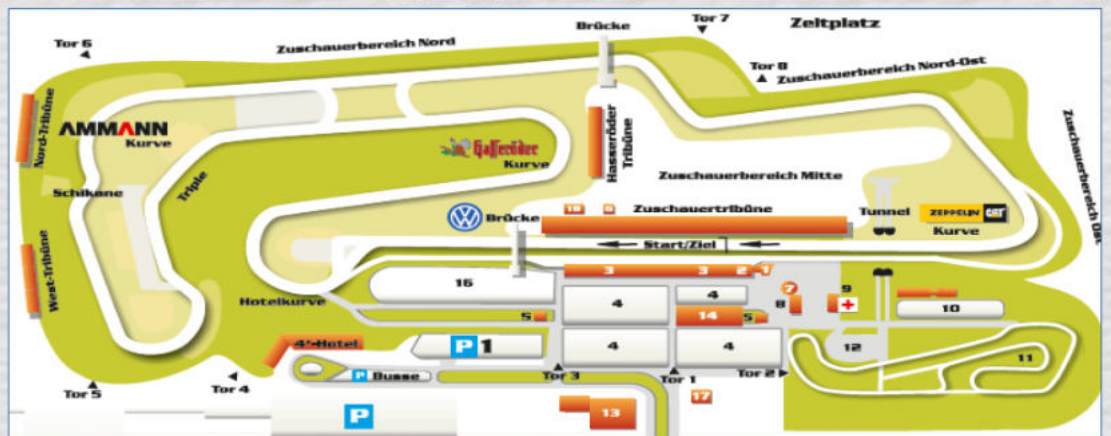 Brücke
Tor 7
Zeltplatz
Tor 6
Zuschauerbereich Nord
Tor 8
Zuschauerbereich Nord-Ost
Nord-Tribüne
AMMANN
Kurve
Hasseröder
Kurve
Hasseröder
Tribüne
Zuschauerbereich Ost
Schikane
Triple
Zuschauerbereich Mitte
VW
Brücke
18
6
Zuschauertribüne
Tunnel
ZEPPELIN CAT
Kurve
Start/Ziel
West-Tribüne
3
3
2
1
16
7
9
Hotelkurve
4
4
8
10
5
14
5
4*-Hotel
P 1
4
4
12
11
P Busse
Tor 3
Tor 1
Tor 2
Tor 5
Tor 4
17
P
13